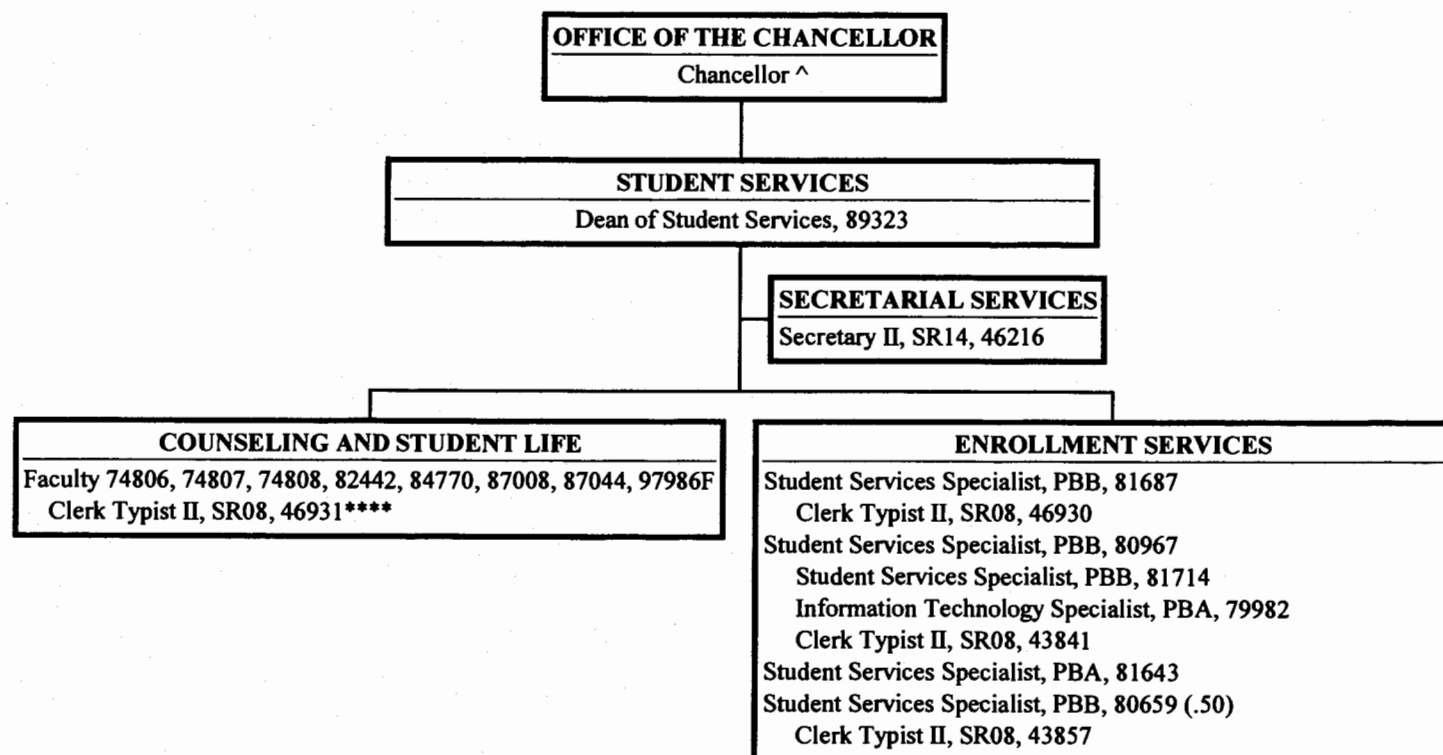 OFFICE OF THE CHANCELLOR
Chancellor ^
STUDENT SERVICES
Dean of Student Services, 89323
SECRETARIAL SERVICES
Secretary II, SR14, 46216
COUNSELING AND STUDENT LIFE
Faculty 74806, 74807, 74808, 82442, 84770, 87008, 87044, 97986F
Clerk Typist II, SR08, 46931****
ENROLLMENT SERVICES
Student Services Specialist, PBB, 81687
Clerk Typist II, SR08, 46930
Student Services Specialist, PBB, 80967
Student Services Specialist, PBB, 81714
Information Technology Specialist, PBA, 79982
Clerk Typist II, SR08, 43841
Student Services Specialist, PBA, 81643
Student Services Specialist, PBB, 80659 (.50)
Clerk Typist II, SR08, 43857